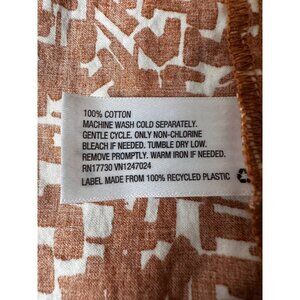 100% COTTON
MACHINE WASH COLD SEPARATELY.
GENTLE CYCLE. ONLY NON-CHLORINE
BLEACH IF NEEDED. TUMBLE DRY LOW.
REMOVE PROMPTLY. WARM IRON IF NEEDED.
RN17730 VN1247024
LABEL MADE FROM 100% RECYCLED PLASTIC